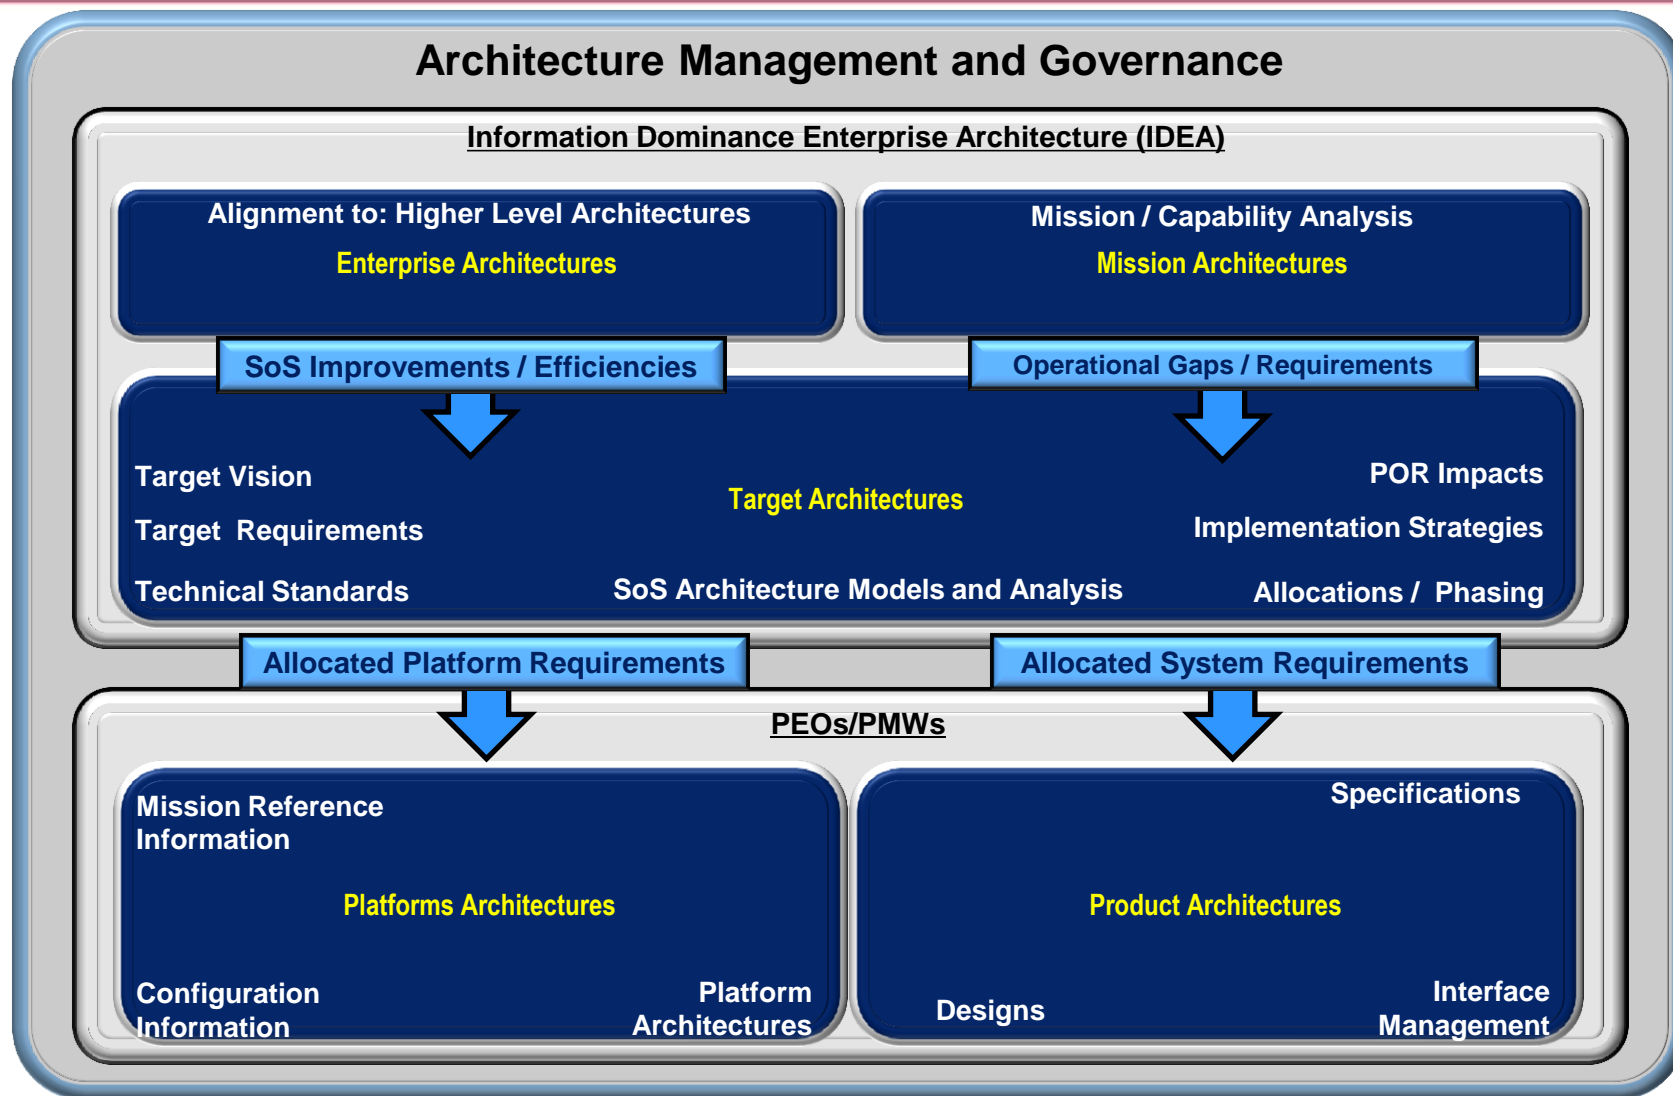 Architecture Management and Governance
Information Dominance Enterprise Architecture (IDEA)
Alignment to: Higher Level Architectures
Enterprise Architectures
Mission / Capability Analysis
Mission Architectures
SoS Improvements / Efficiencies
Operational Gaps / Requirements
Target Vision
Target Requirements
Technical Standards
Target Architectures
SoS Architecture Models and Analysis
POR Impacts
Implementation Strategies
Allocations / Phasing
Allocated Platform Requirements
Allocated System Requirements
PEOs/PMWs
Mission Reference
Information
Platforms Architectures
Configuration
Information
Platform
Architectures
Specifications
Product Architectures
Designs
Interface
Management